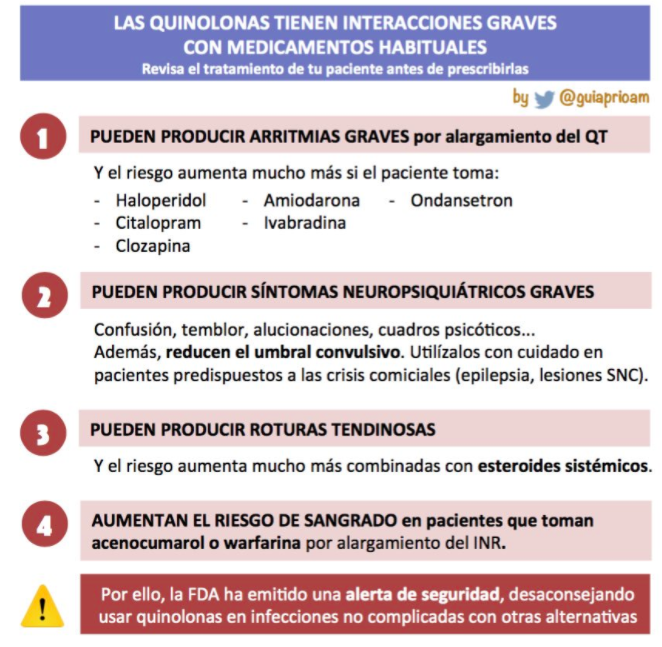 LAS QUINOLONAS TIENEN INTERACCIONES GRAVES
CON MEDICAMENTOS HABITUALES
Revisa el tratamiento de tu paciente antes de prescribirlas
by @guiaprioam
1 PUEDEN PRODUCIR ARRITMIAS GRAVES por alargamiento del QT
Y el riesgo aumenta mucho más si el paciente toma:
- Haloperidol - Amiodarona - Ondansetron
- Citalopram - Ivabradina
- Clozapina
2 PUEDEN PRODUCIR SÍNTOMAS NEUROPSIQUIÁTRICOS GRAVES
Confusión, temblor, alucionaciones, cuadros psicóticos...
Además, reducen el umbral convulsivo. Utilízalos con cuidado en
pacientes predispuestos a las crisis comiciales (epilepsia, lesiones SNC).
3 PUEDEN PRODUCIR ROTURAS TENDINOSAS
Y el riesgo aumenta mucho más combinadas con esteroides sistémicos.
4 AUMENTAN EL RIESGO DE SANGRADO en pacientes que toman
acenocumarol o warfarina por alargamiento del INR.
! Por ello, la FDA ha emitido una alerta de seguridad, desaconsejando
usar quinolonas en infecciones no complicadas con otras alternativas